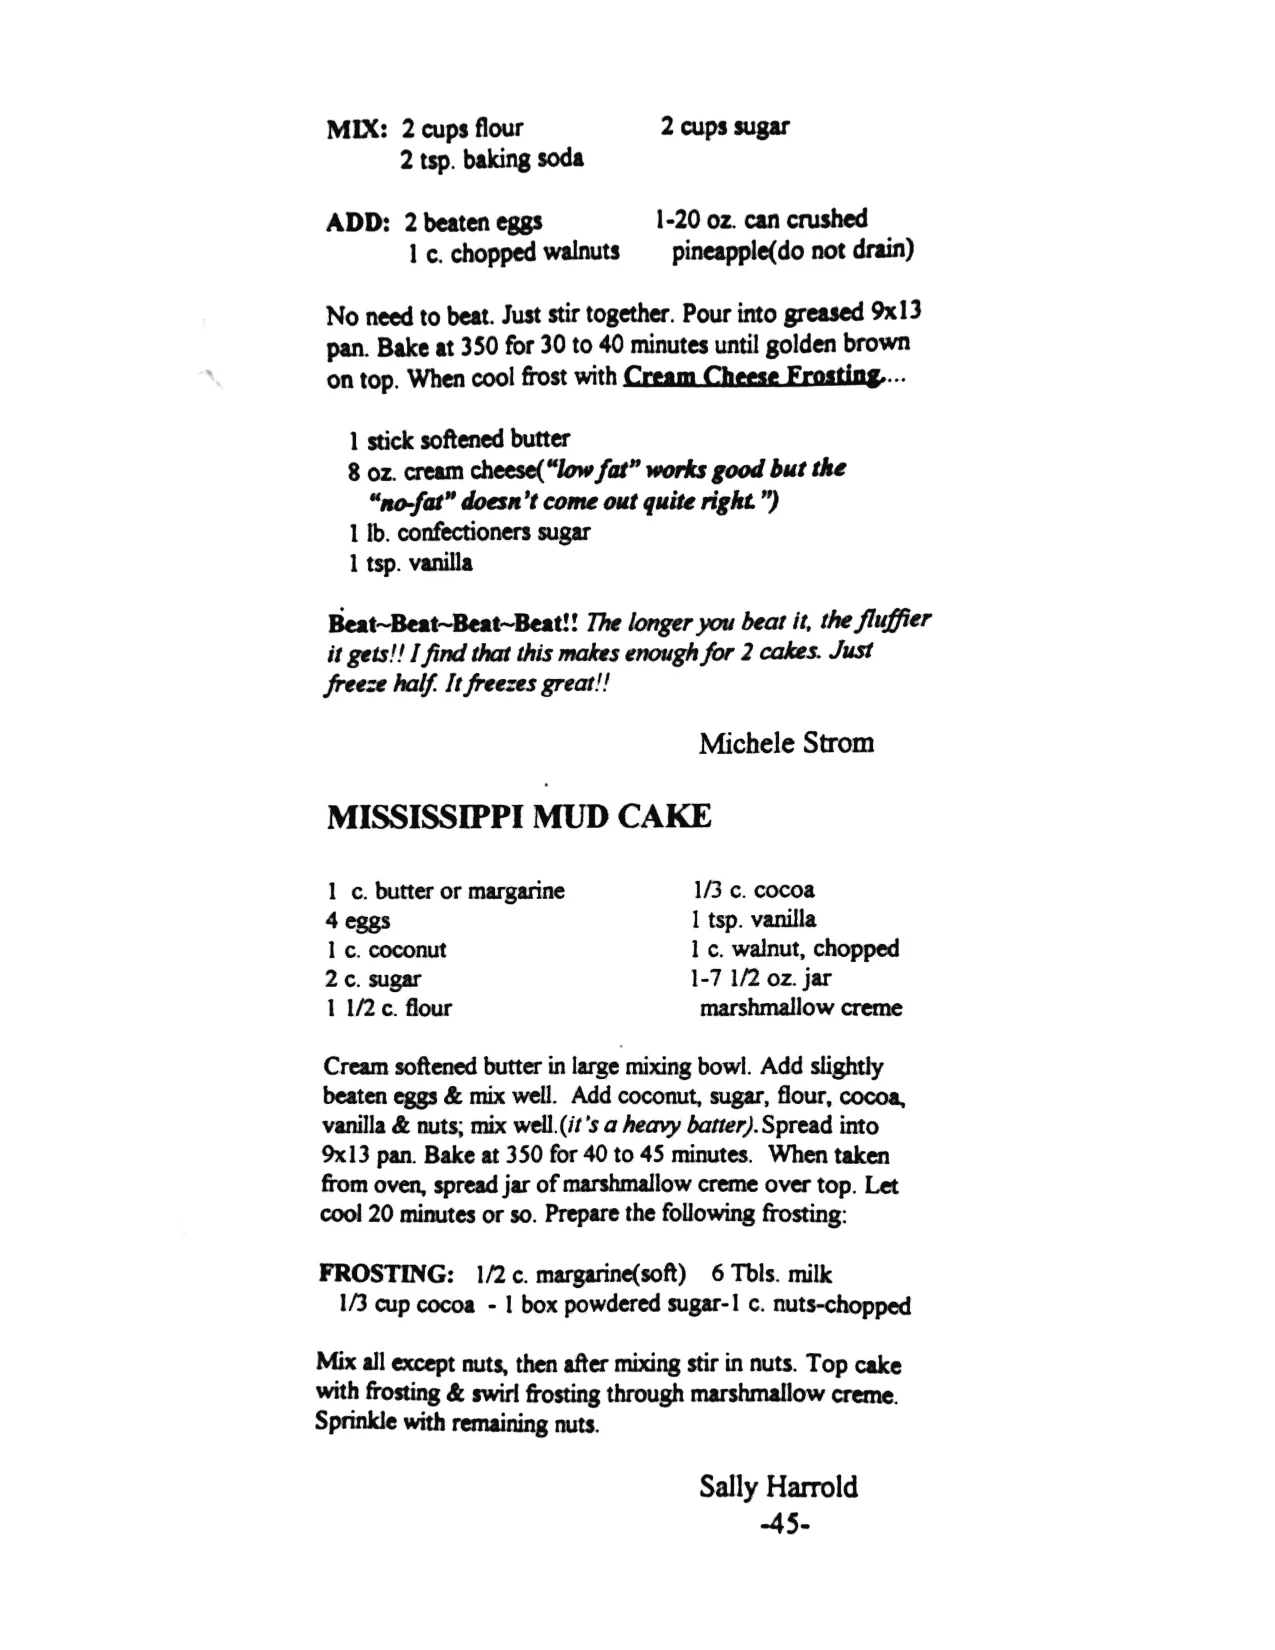 MIX: 2 cups flour 2 cups sugar
2 tsp. baking soda
ADD: 2 beaten eggs 1-20 oz. can crushed
1 c. chopped walnuts pineapple(do not drain)
No need to beat. Just stir together. Pour into greased 9x13
pan. Bake at 350 for 30 to 40 minutes until golden brown
on top. When cool frost with Cream Cheese Frosting....
1 stick softened butter
8 oz. cream cheese("low fat" works good but the
"no-fat" doesn't come out quite right.")
1 lb. confectioners sugar
1 tsp. vanilla
Beat~Beat~Beat~Beat!! The longer you beat it, the fluffier
it gets!! I find that this makes enough for 2 cakes. Just
freeze half. It freezes great!!
Michele Strom
MISSISSIPPI MUD CAKE
1 c. butter or margarine 1/3 c. cocoa
4 eggs 1 tsp. vanilla
1 c. coconut 1 c. walnut, chopped
2 c. sugar 1-7 1/2 oz. jar
1 1/2 c. flour marshmallow creme
Cream softened butter in large mixing bowl. Add slightly
beaten eggs & mix well. Add coconut, sugar, flour, cocoa,
vanilla & nuts; mix well.(it's a heavy batter). Spread into
9x13 pan. Bake at 350 for 40 to 45 minutes. When taken
from oven, spread jar of marshmallow creme over top. Let
cool 20 minutes or so. Prepare the following frosting:
FROSTING: 1/2 c. margarine(soft) 6 Tbls. milk
1/3 cup cocoa - 1 box powdered sugar-1 c. nuts-chopped
Mix all except nuts, then after mixing stir in nuts. Top cake
with frosting & swirl frosting through marshmallow creme.
Sprinkle with remaining nuts.
Sally Harrold
-45-